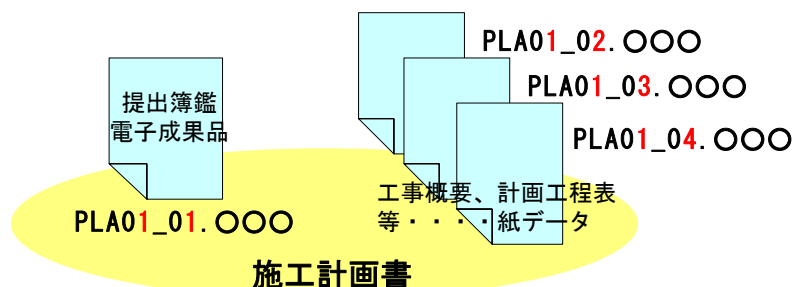 提出簿鑑
電子成果品
PLA01_01.〇〇〇
PLA01_02.〇〇〇
PLA01_03.〇〇〇
PLA01_04.〇〇〇
工事概要、計画工程表
等・・・・紙データ
施工計画書